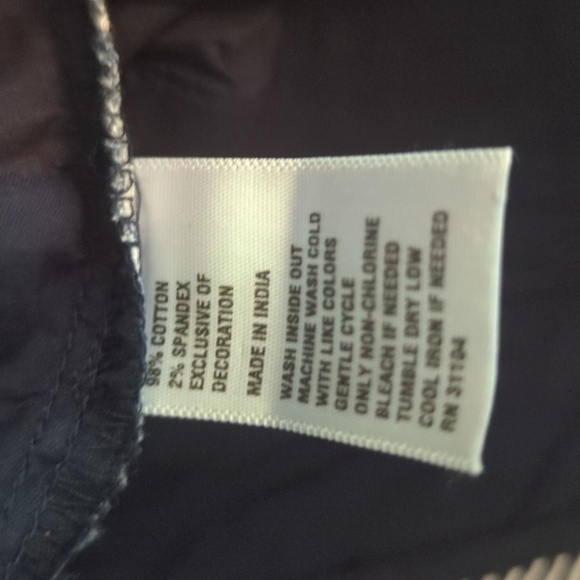 98% COTTON
2% SPANDEX
EXCLUSIVE OF
DECORATION
MADE IN INDIA
WASH INSIDE OUT
MACHINE WASH COLD
WITH LIKE COLORS
GENTLE CYCLE
ONLY NON-CHLORINE
BLEACH IF NEEDED
TUMBLE DRY LOW
COOL IRON IF NEEDED
RN 31104